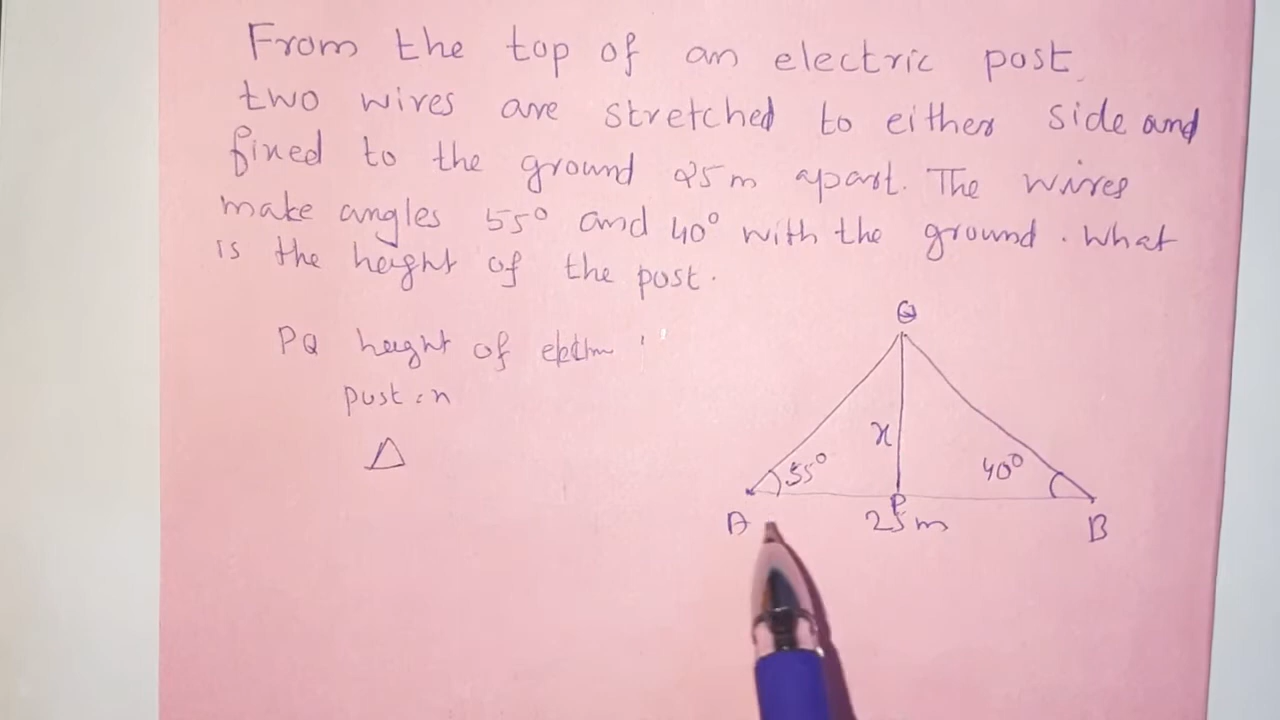 From the top of an electric post,
two wires are stretched to either side and
fixed to the ground 25m apart. The wires
make angles 55° and 40° with the ground. What
is the height of the post.
PQ height of
post = x
Q
x
55°
40°
A
P
B
25 m